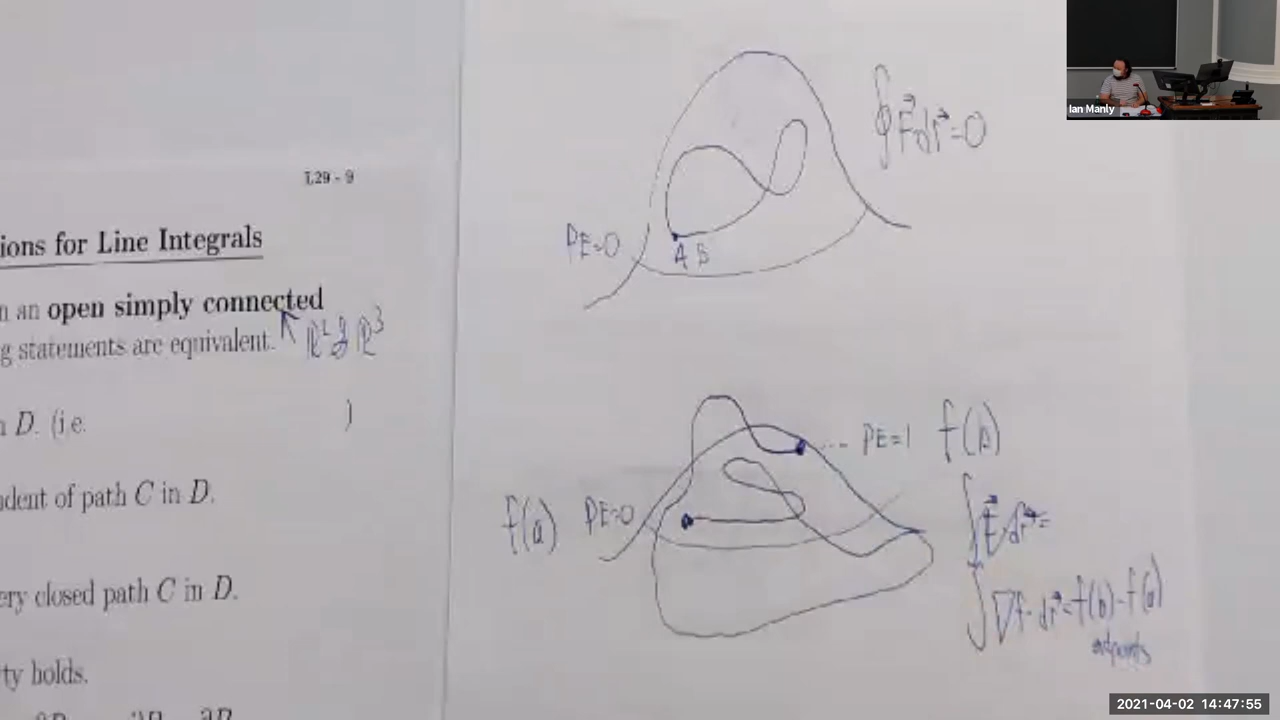 Ian Manly
L29 - 9
ions for Line Integrals
n an open simply connected
g statements are equivalent.
ℝ² & ℝ³
n D. (i.e. )
ndent of path C in D.
ery closed path C in D.
ty holds.
∮F⃗dr⃗=0
PE=0
A B
PE=1 f(b)
f(a) PE=0
∫F⃗·dr⃗=
∫∇f·dr⃗=f(b)-f(a)
endpoints
2021-04-02 14:47:55